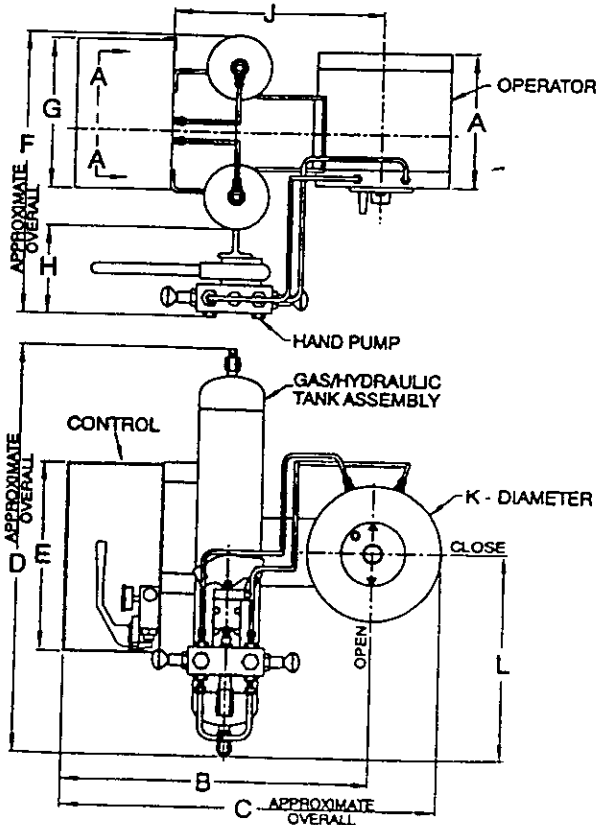 J
A
A
G
F
APPROXIMATE
OVERALL
H
OPERATOR
A
HAND PUMP
GAS/HYDRAULIC
TANK ASSEMBLY
CONTROL
APPROXIMATE
OVERALL
D
E
K - DIAMETER
CLOSE
OPEN
L
B
C APPROXIMATE
OVERALL